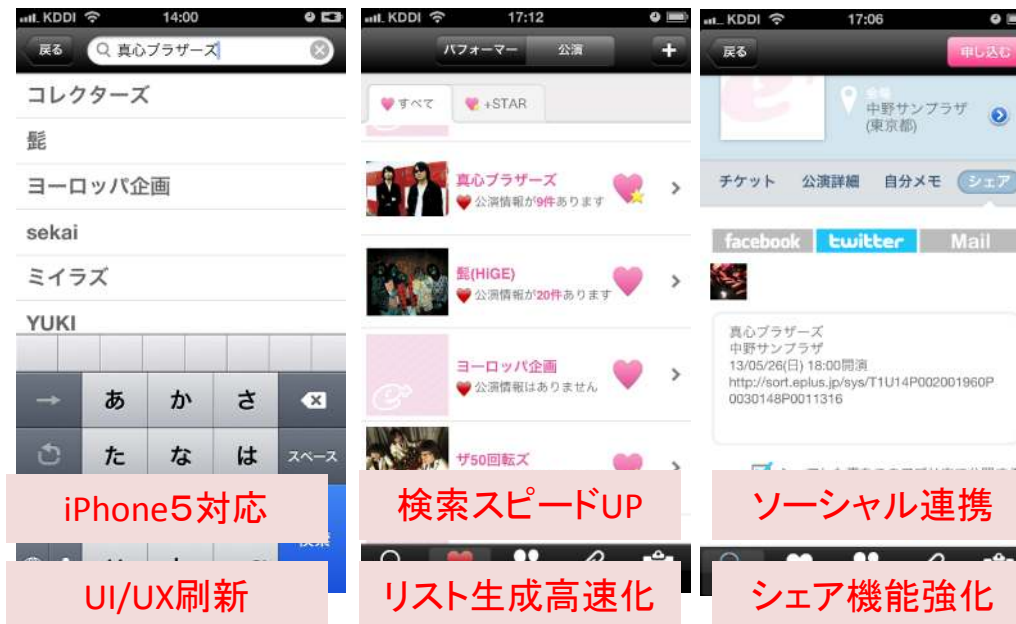 KDDI 14:00
戻る 真心ブラザーズ
コレクターズ
髭
ヨーロッパ企画
sekai
ミイラズ
YUKI
→ あ か さ
た な は スペース
iPhone5対応
UI/UX刷新
KDDI 17:12
パフォーマー 公演 +
すべて +STAR
真心ブラザーズ
公演情報が9件あります
髭(HiGE)
公演情報が20件あります
ヨーロッパ企画
公演情報はありません
ザ50回転ズ
検索スピードUP
リスト生成高速化
KDDI 17:06
戻る 申し込む
会場
中野サンプラザ
(東京都)
チケット 公演詳細 自分メモ シェア
facebook twitter Mail
真心ブラザーズ
中野サンプラザ
13/05/26(日) 18:00開演
http://sort.eplus.jp/sys/T1U14P002001960P
0030148P0011316
ソーシャル連携
シェア機能強化